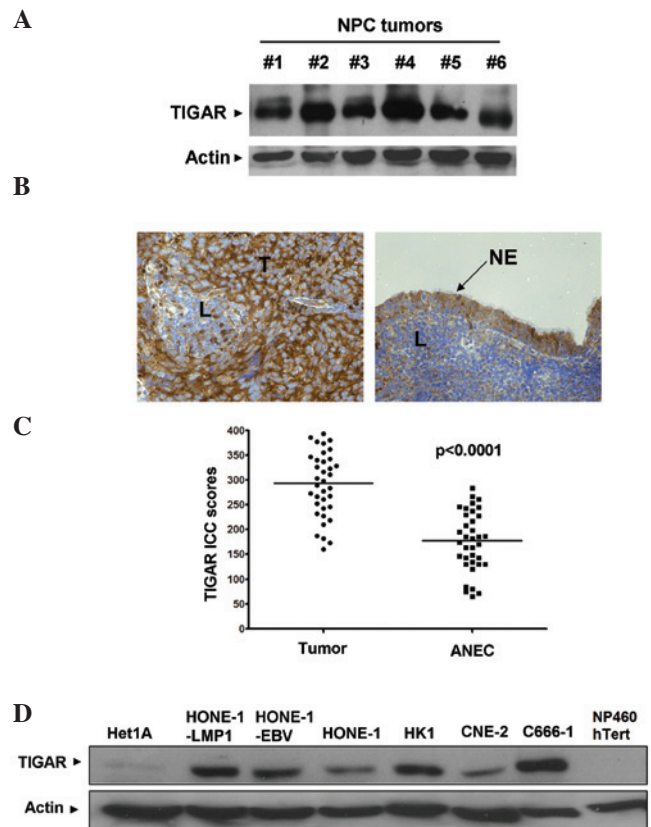 A
NPC tumors
#1 #2 #3 #4 #5 #6
TIGAR ►
Actin ►
B
T
L
NE
L
C
TIGAR ICC scores
400
350
300
250
200
150
100
50
0
p<0.0001
Tumor ANEC
D
Het1A HONE-1-LMP1 HONE-1-EBV HONE-1 HK1 CNE-2 C666-1 NP460 hTert
TIGAR ►
Actin ►